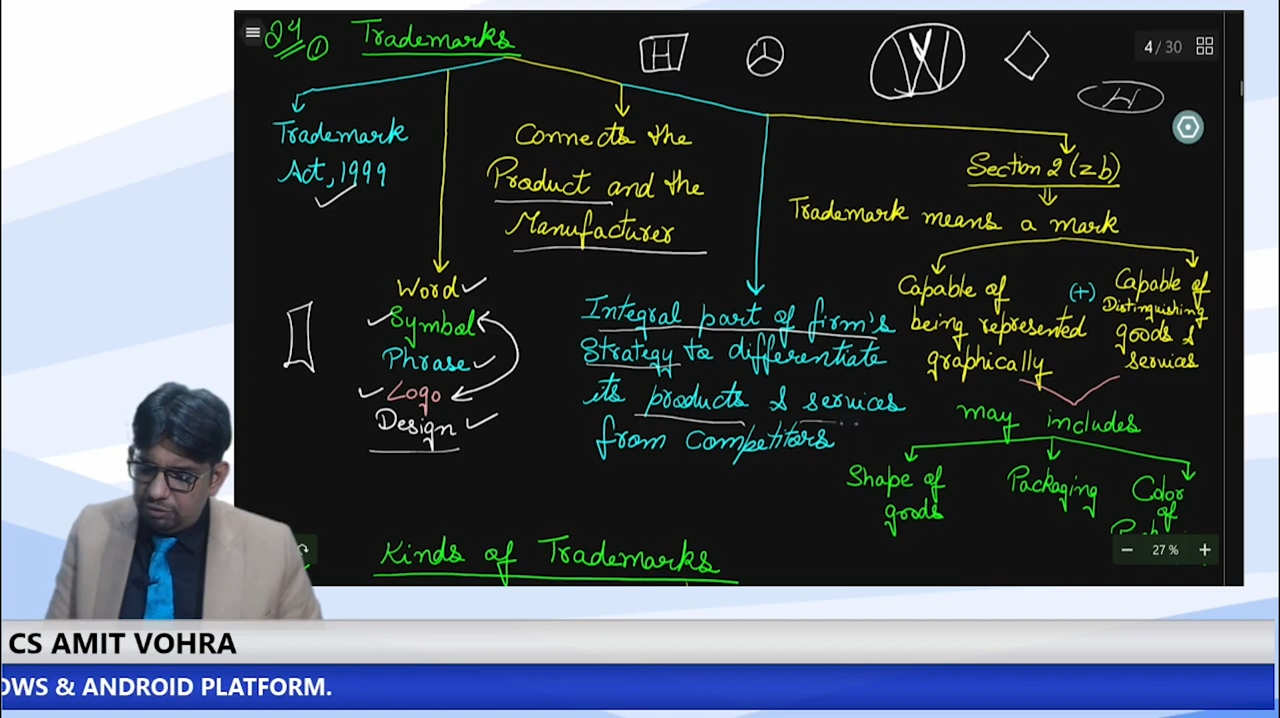 24 ① Trademarks
4 / 30
Trademark
Act, 1999
Word
Symbol
Phrase
Logo
Design
Connects the
Product and the
Manufacturer
Integral part of firm's
Strategy to differentiate
its products & services
from competitors
Section 2 (zb)
Trademark means a mark
Capable of
being represented
graphically
(+)
Capable of
Distinguishing
goods &
services
may includes
Shape of
goods
Packaging
Color
of
Kinds of Trademarks
27 %
CS AMIT VOHRA
OWS & ANDROID PLATFORM.